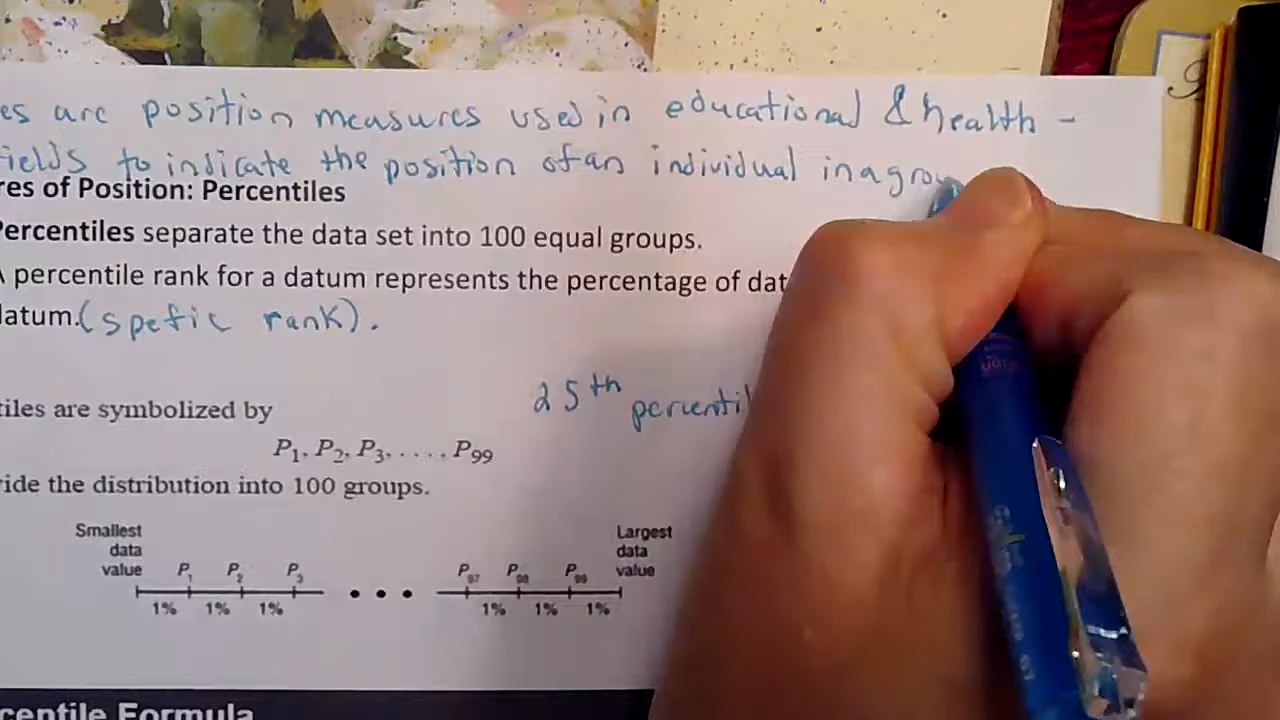 es are position measures used in educational & health -
ields to indicate the position of an individual in a grou
res of Position: Percentiles
Percentiles separate the data set into 100 equal groups.
A percentile rank for a datum represents the percentage of dat
datum. (spefic rank).
25th percentil
tiles are symbolized by
P1, P2, P3, . . . . . P99
vide the distribution into 100 groups.
Smallest data value P1 P2 P3 • • • P97 P98 P99 Largest data value
1% 1% 1% 1% 1% 1%
centile Formula